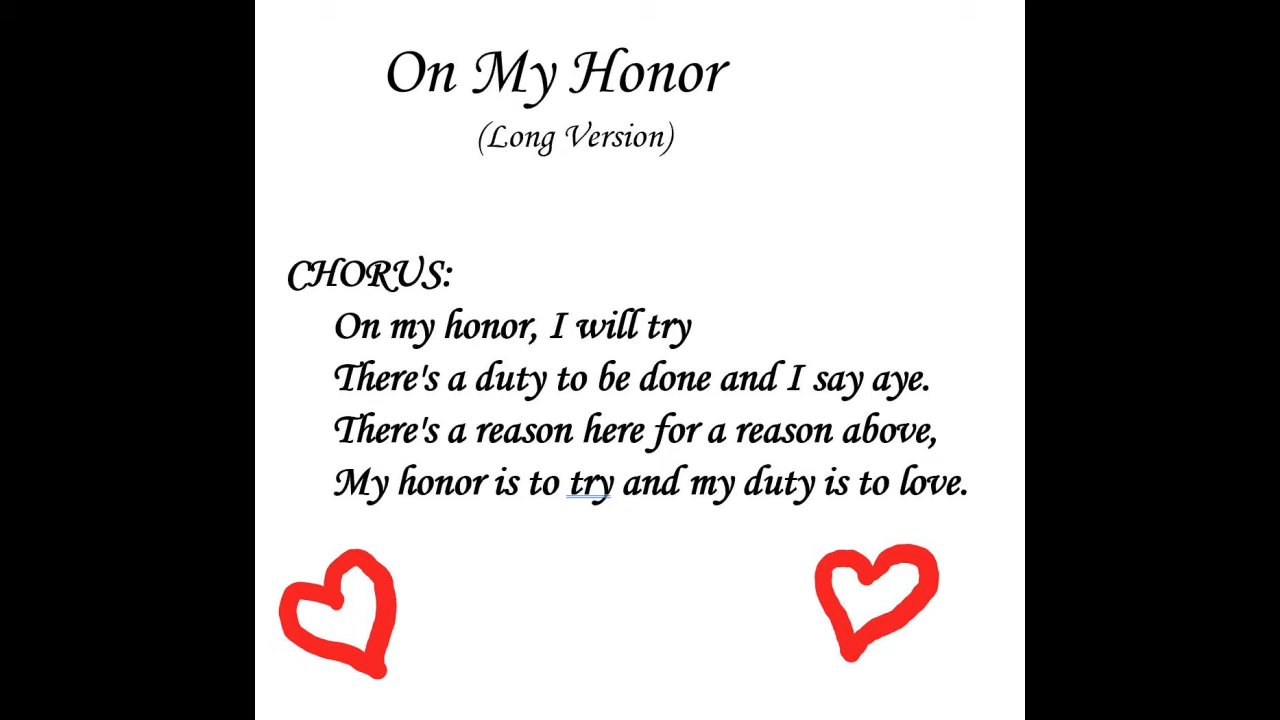 On My Honor
(Long Version)
CHORUS:
On my honor, I will try
There's a duty to be done and I say aye.
There's a reason here for a reason above,
My honor is to try and my duty is to love.